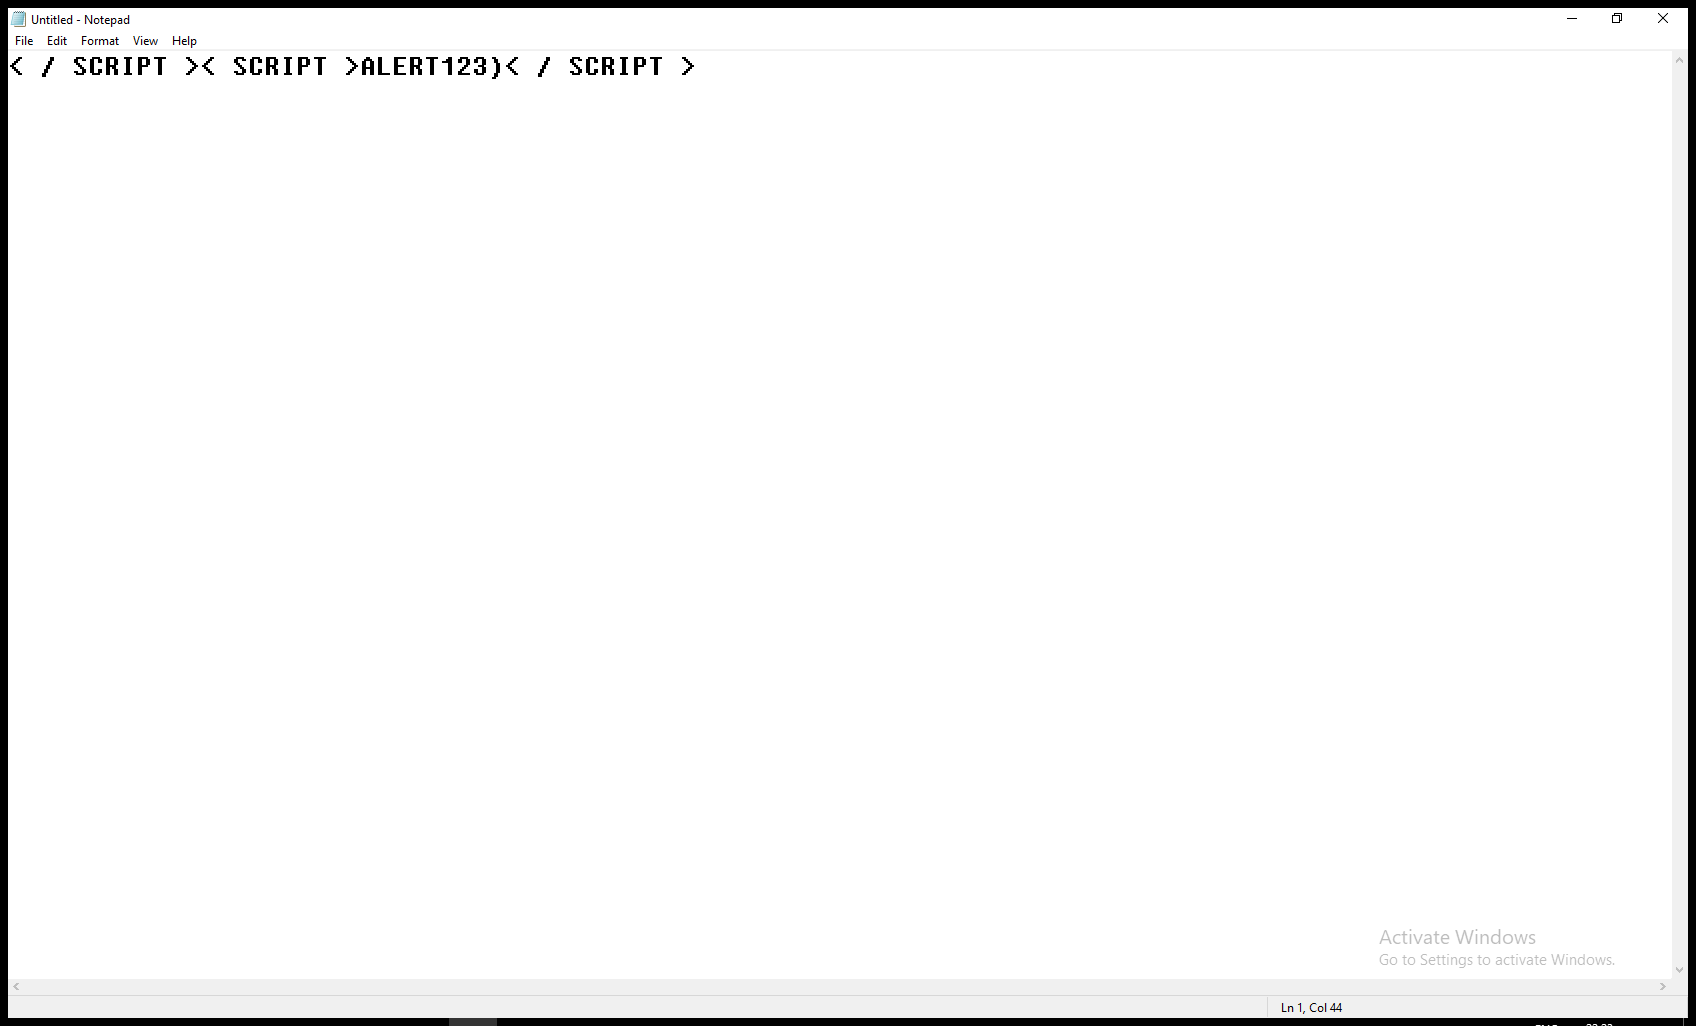 Untitled - Notepad
File Edit Format View Help
< / SCRIPT >< SCRIPT >ALERT123)< / SCRIPT >
Activate Windows
Go to Settings to activate Windows.
Ln 1, Col 44